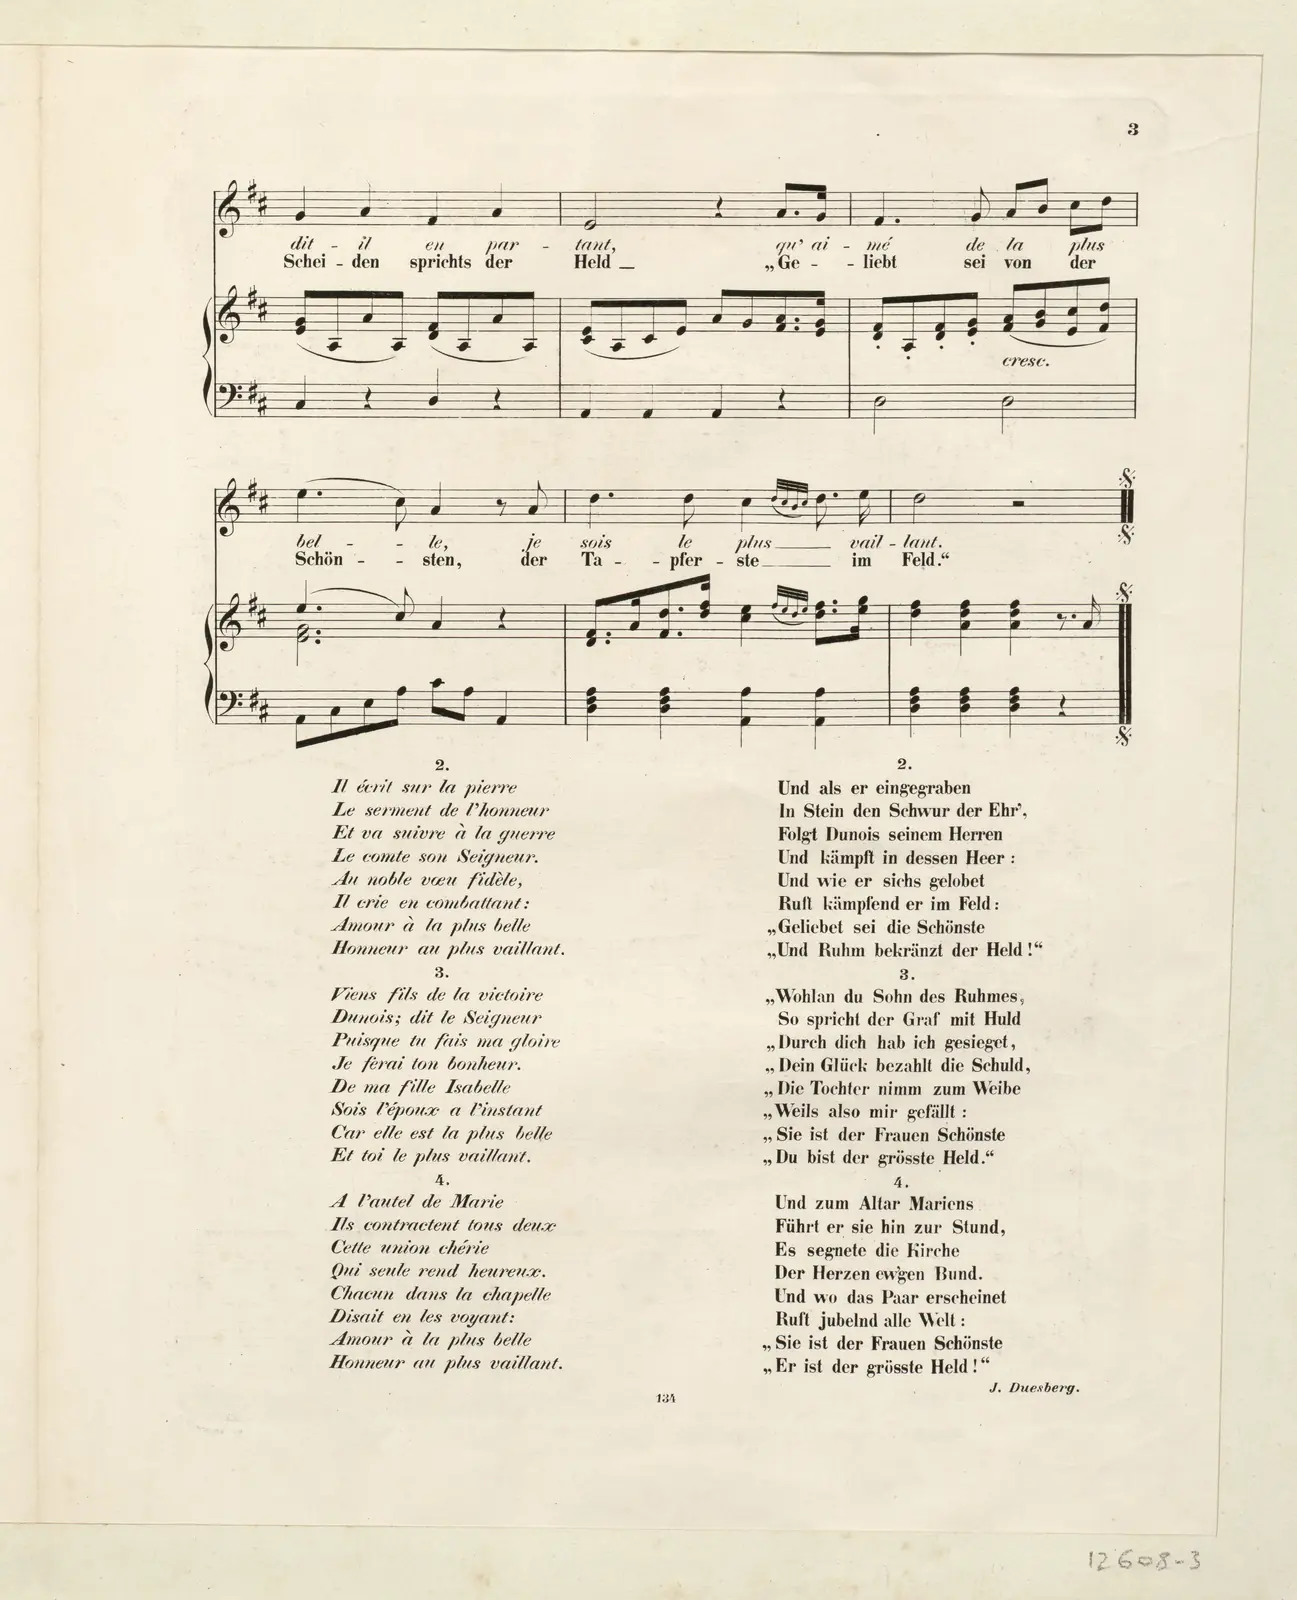 3
dit - il en par - tant, qu' ai - mé de la plus
Schei - den sprichts der Held — „Ge - - liebt sei von der
cresc.
bel - - le, je sois le plus vail - lant.
Schön - - sten, der Ta - - pfer - ste im Feld.“
2.
Il écrit sur la pierre
Le serment de l'honneur
Et va suivre à la guerre
Le comte son Seigneur.
Au noble vœu fidèle,
Il crie en combattant:
Amour à la plus belle
Honneur au plus vaillant.
3.
Viens fils de la victoire
Dunois; dit le Seigneur
Puisque tu fais ma gloire
Je ferai ton bonheur.
De ma fille Isabelle
Sois l'époux a l'instant
Car elle est la plus belle
Et toi le plus vaillant.
4.
A l'autel de Marie
Ils contractent tous deux
Cette union chérie
Qui seule rend heureux.
Chacun dans la chapelle
Disait en les voyant:
Amour à la plus belle
Honneur au plus vaillant.
2.
Und als er eingegraben
In Stein den Schwur der Ehr',
Folgt Dunois seinem Herren
Und kämpft in dessen Heer :
Und wie er sichs gelobet
Ruft kämpfend er im Feld:
„Geliebet sei die Schönste
„Und Ruhm bekränzt der Held !“
3.
„Wohlan du Sohn des Ruhmes,
So spricht der Graf mit Huld
„Durch dich hab ich gesieget,
„Dein Glück bezahlt die Schuld,
„Die Tochter nimm zum Weibe
„Weils also mir gefällt :
„Sie ist der Frauen Schönste
„Du bist der grösste Held.“
4.
Und zum Altar Mariens
Führt er sie hin zur Stund,
Es segnete die Kirche
Der Herzen ew'gen Bund.
Und wo das Paar erscheinet
Ruft jubelnd alle Welt :
„Sie ist der Frauen Schönste
„Er ist der grösste Held !“
J. Duesberg.
134
12608-3